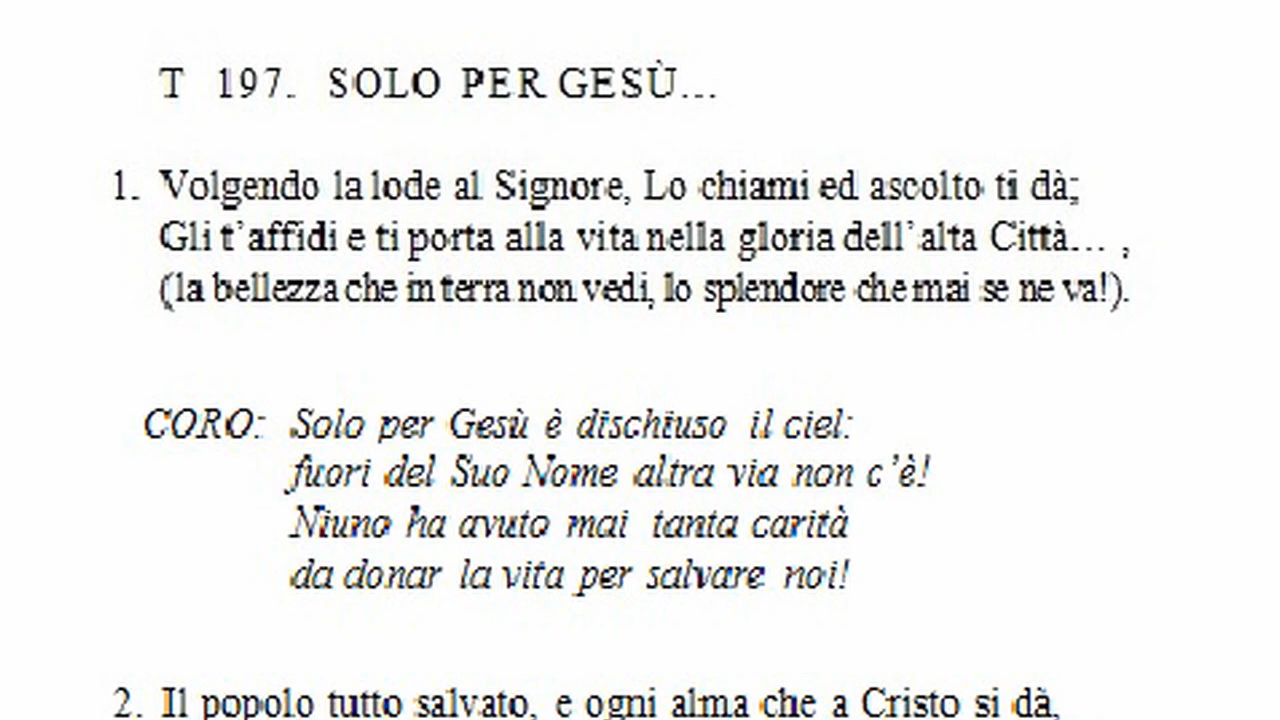 T 197. SOLO PER GESÙ...
1. Volgendo la lode al Signore, Lo chiami ed ascolto ti dà;
Gli t'affidi e ti porta alla vita nella gloria dell'alta Città... ,
(la bellezza che in terra non vedi, lo splendore che mai se ne va!).
CORO: Solo per Gesù è dischiuso il ciel:
fuori del Suo Nome altra via non c'è!
Niuno ha avuto mai tanta carità
da donar la vita per salvare noi!
2. Il popolo tutto salvato, e ogni alma che a Cristo si dà,